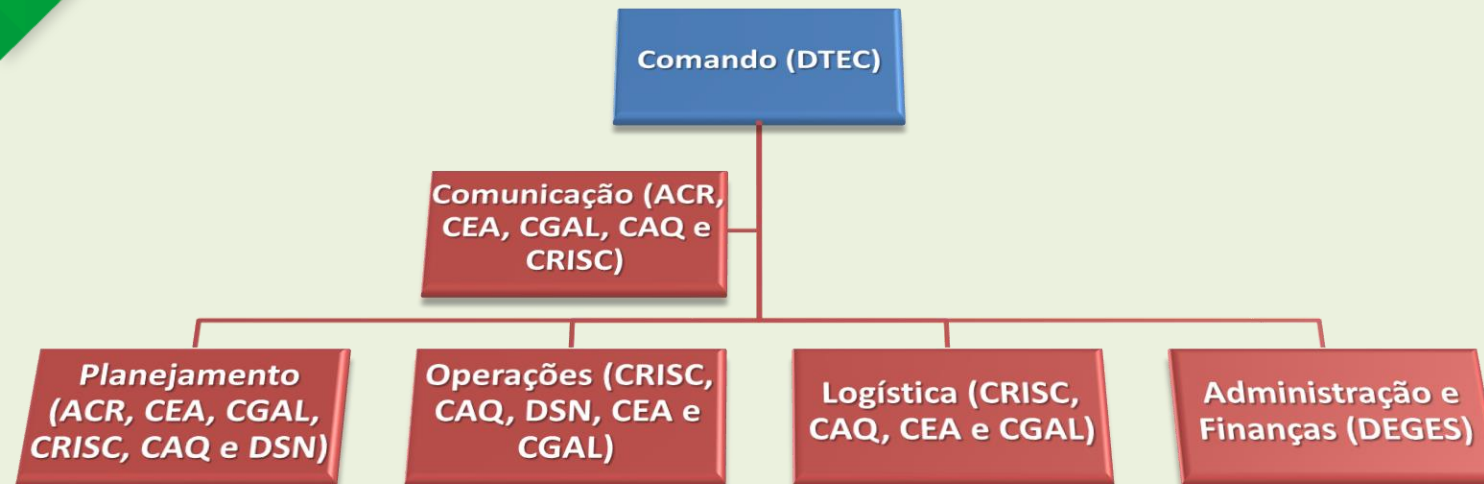 Comando (DTEC)
Comunicação (ACR,
CEA, CGAL, CAQ e
CRISC)
Planejamento
(ACR, CEA, CGAL,
CRISC, CAQ e DSN)
Operações (CRISC,
CAQ, DSN, CEA e
CGAL)
Logística (CRISC,
CAQ, CEA e CGAL)
Administração e
Finanças (DEGES)